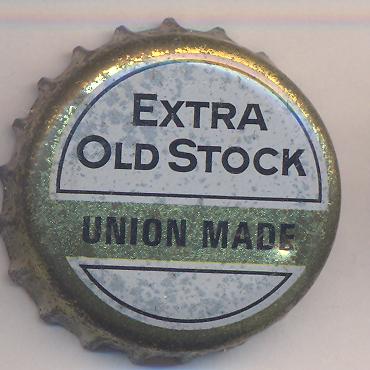 EXTRA
OLD STOCK
UNION MADE